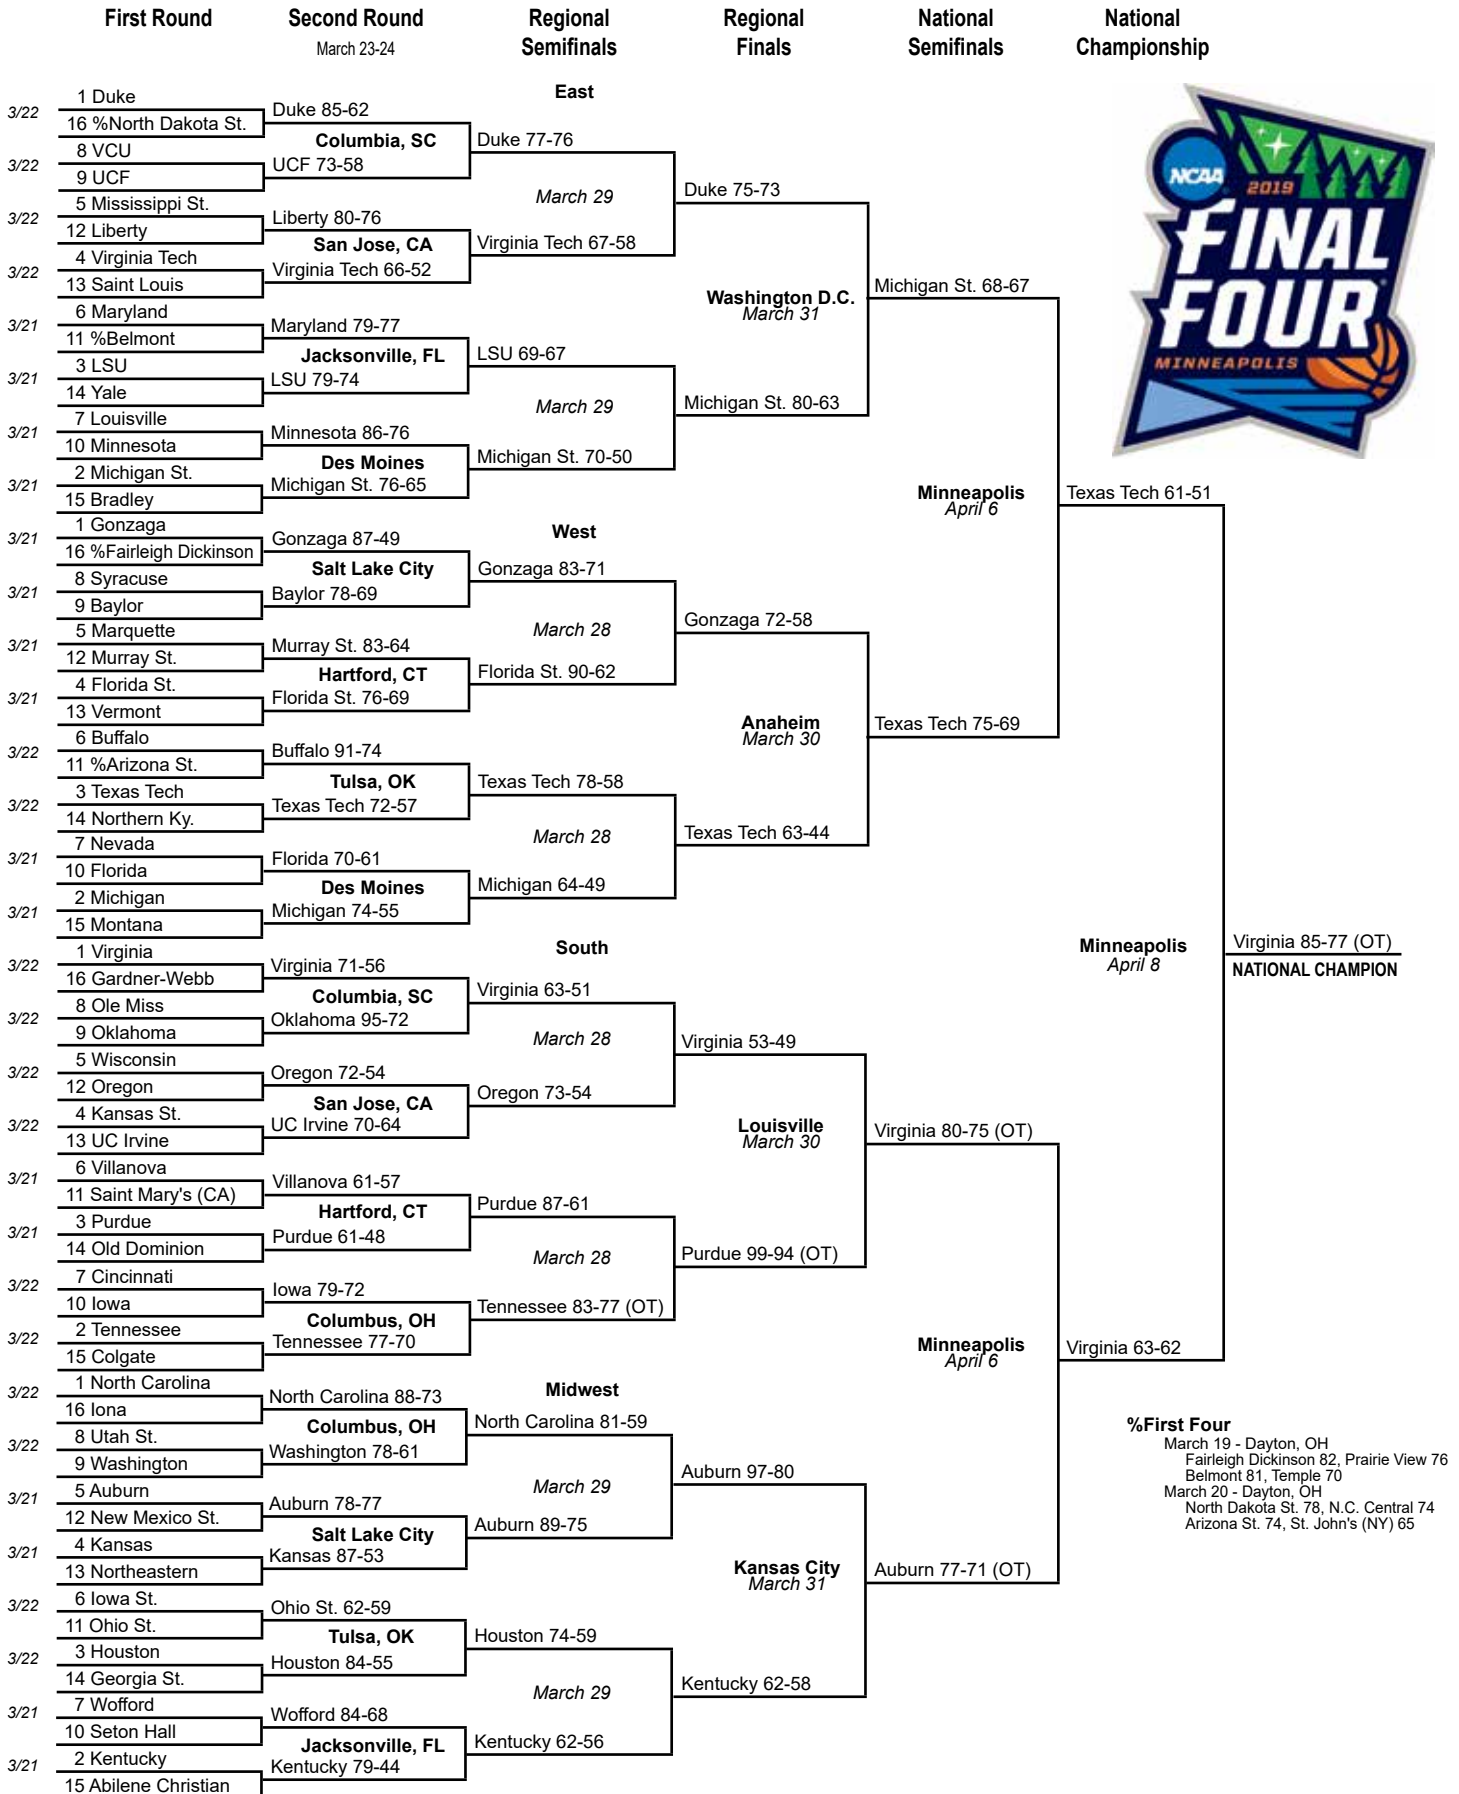 First Round
Second Round
March 23-24
Regional
Semifinals
Regional
Finals
National
Semifinals
National
Championship
NCAA
2019
FINAL
FOUR
MINNEAPOLIS
East
3/22
1 Duke
16 %North Dakota St.
3/22
8 VCU
9 UCF
3/22
5 Mississippi St.
12 Liberty
3/22
4 Virginia Tech
13 Saint Louis
3/21
6 Maryland
11 %Belmont
3/21
3 LSU
14 Yale
3/21
7 Louisville
10 Minnesota
3/21
2 Michigan St.
15 Bradley
Duke 85-62
Columbia, SC
UCF 73-58
Liberty 80-76
San Jose, CA
Virginia Tech 66-52
Maryland 79-77
Jacksonville, FL
LSU 79-74
Minnesota 86-76
Des Moines
Michigan St. 76-65
Duke 77-76
March 29
Virginia Tech 67-58
LSU 69-67
March 29
Michigan St. 70-50
Duke 75-73
Washington D.C.
March 31
Michigan St. 80-63
Michigan St. 68-67
West
3/21
1 Gonzaga
16 %Fairleigh Dickinson
3/21
8 Syracuse
9 Baylor
3/21
5 Marquette
12 Murray St.
3/21
4 Florida St.
13 Vermont
3/22
6 Buffalo
11 %Arizona St.
3/22
3 Texas Tech
14 Northern Ky.
3/21
7 Nevada
10 Florida
3/21
2 Michigan
15 Montana
Gonzaga 87-49
Salt Lake City
Baylor 78-69
Murray St. 83-64
Hartford, CT
Florida St. 76-69
Buffalo 91-74
Tulsa, OK
Texas Tech 72-57
Florida 70-61
Des Moines
Michigan 74-55
Gonzaga 83-71
March 28
Florida St. 90-62
Texas Tech 78-58
March 28
Michigan 64-49
Gonzaga 72-58
Anaheim
March 30
Texas Tech 63-44
Texas Tech 75-69
Minneapolis
April 6
Texas Tech 61-51
South
3/22
1 Virginia
16 Gardner-Webb
3/22
8 Ole Miss
9 Oklahoma
3/22
5 Wisconsin
12 Oregon
3/22
4 Kansas St.
13 UC Irvine
3/21
6 Villanova
11 Saint Mary's (CA)
3/21
3 Purdue
14 Old Dominion
3/22
7 Cincinnati
10 Iowa
3/22
2 Tennessee
15 Colgate
Virginia 71-56
Columbia, SC
Oklahoma 95-72
Oregon 72-54
San Jose, CA
UC Irvine 70-64
Villanova 61-57
Hartford, CT
Purdue 61-48
Iowa 79-72
Columbus, OH
Tennessee 77-70
Virginia 63-51
March 28
Oregon 73-54
Purdue 87-61
March 28
Tennessee 83-77 (OT)
Virginia 53-49
Louisville
March 30
Purdue 99-94 (OT)
Virginia 80-75 (OT)
Minneapolis
April 8
Virginia 85-77 (OT)
NATIONAL CHAMPION
Midwest
3/22
1 North Carolina
16 Iona
3/22
8 Utah St.
9 Washington
3/21
5 Auburn
12 New Mexico St.
3/21
4 Kansas
13 Northeastern
3/22
6 Iowa St.
11 Ohio St.
3/22
3 Houston
14 Georgia St.
3/21
7 Wofford
10 Seton Hall
3/21
2 Kentucky
15 Abilene Christian
North Carolina 88-73
Columbus, OH
Washington 78-61
Auburn 78-77
Salt Lake City
Kansas 87-53
Ohio St. 62-59
Tulsa, OK
Houston 84-55
Wofford 84-68
Jacksonville, FL
Kentucky 79-44
North Carolina 81-59
March 29
Auburn 89-75
Houston 74-59
March 29
Kentucky 62-56
Auburn 97-80
Kansas City
March 31
Kentucky 62-58
Auburn 77-71 (OT)
Minneapolis
April 6
Virginia 63-62
%First Four
March 19 - Dayton, OH
Fairleigh Dickinson 82, Prairie View 76
Belmont 81, Temple 70
March 20 - Dayton, OH
North Dakota St. 78, N.C. Central 74
Arizona St. 74, St. John's (NY) 65